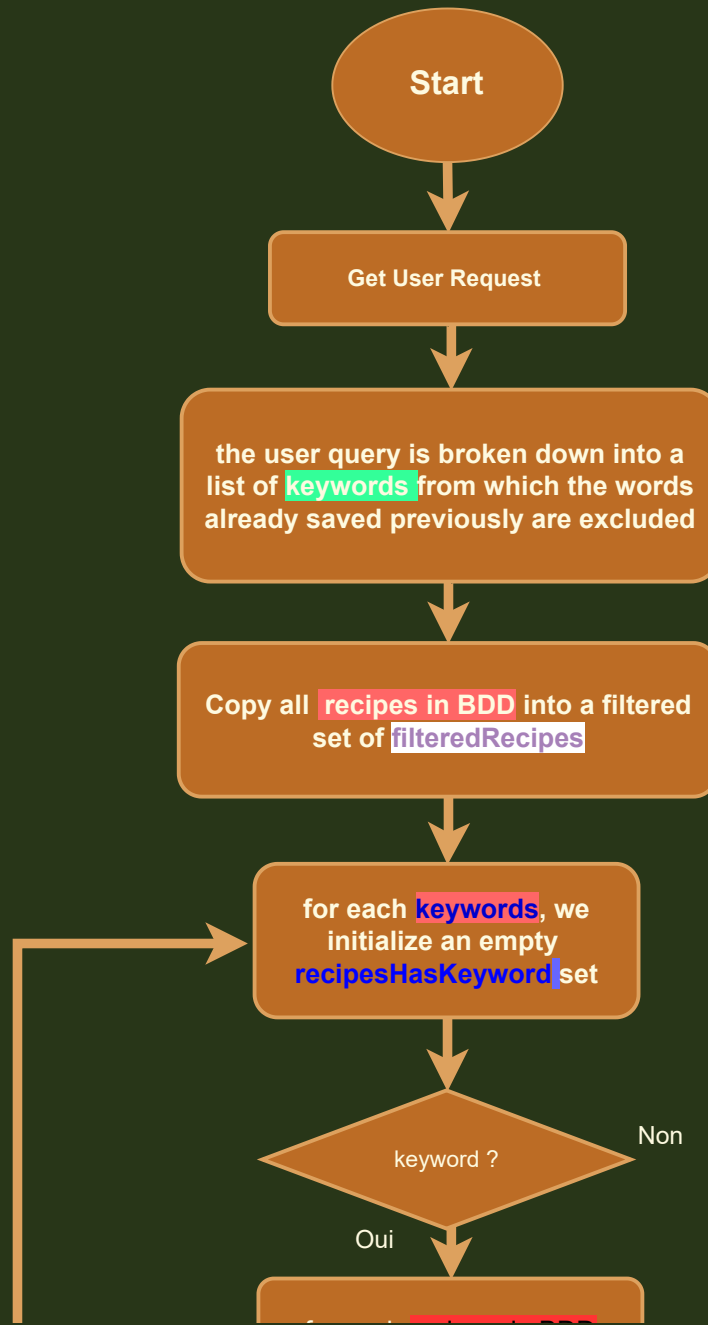 Start
Get User Request
the user query is broken down into a
list of keywords from which the words
already saved previously are excluded
Copy all recipes in BDD into a filtered
set of filteredRecipes
for each keywords, we
initialize an empty
recipesHasKeyword set
keyword ?
Non
Oui